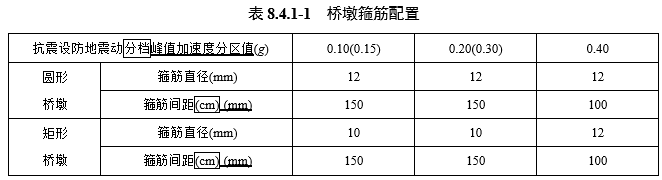 表 8.4.1-1 桥墩箍筋配置
抗震设防地震动分档峰值加速度分区值(g) 0.10(0.15) 0.20(0.30) 0.40
圆形桥墩 箍筋直径(mm) 12 12 12
箍筋间距(cm) (mm) 150 150 100
矩形桥墩 箍筋直径(mm) 10 10 12
箍筋间距(cm) (mm) 150 150 100